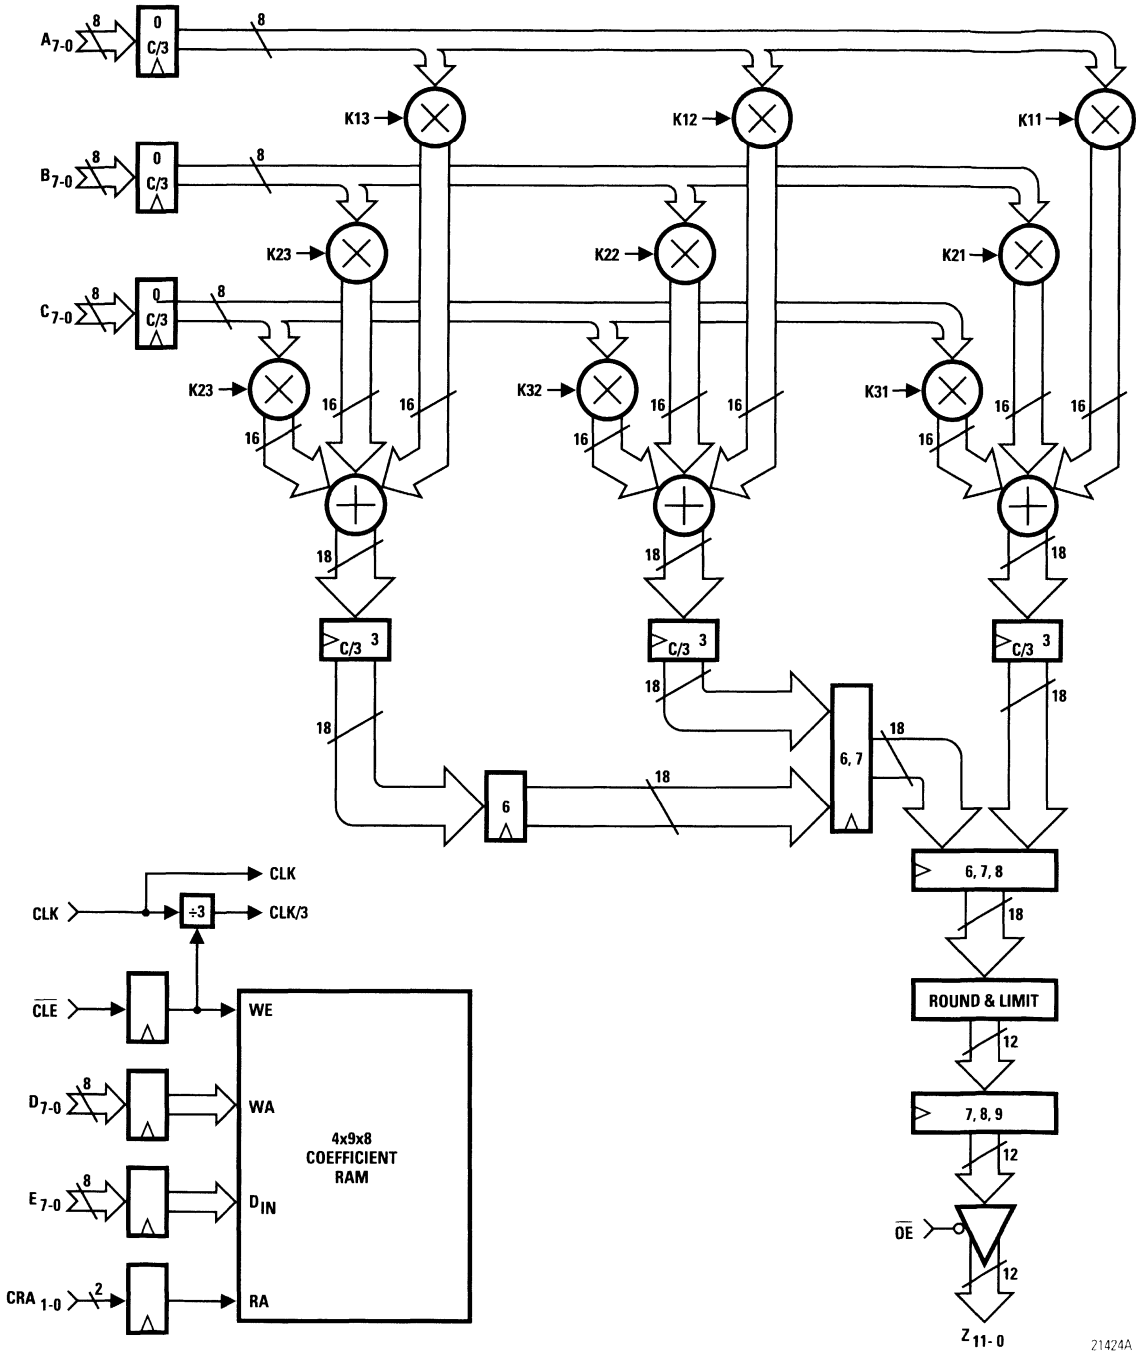 A7-0
8
0
C/3
8
K13
K12
K11
B7-0
8
0
C/3
8
K23
K22
K21
C7-0
8
0
C/3
8
K23
K32
K31
16
16
16
16
16
16
16
16
16
18
18
18
C/3 3
C/3 3
C/3 3
18
18
18
6
18
6, 7
18
6, 7, 8
18
ROUND & LIMIT
12
7, 8, 9
12
OE
12
Z11-0
CLK
CLK
÷3
CLK/3
CLE
WE
D7-0
8
WA
4x9x8
COEFFICIENT
RAM
E7-0
8
DIN
CRA1-0
2
RA
21424A